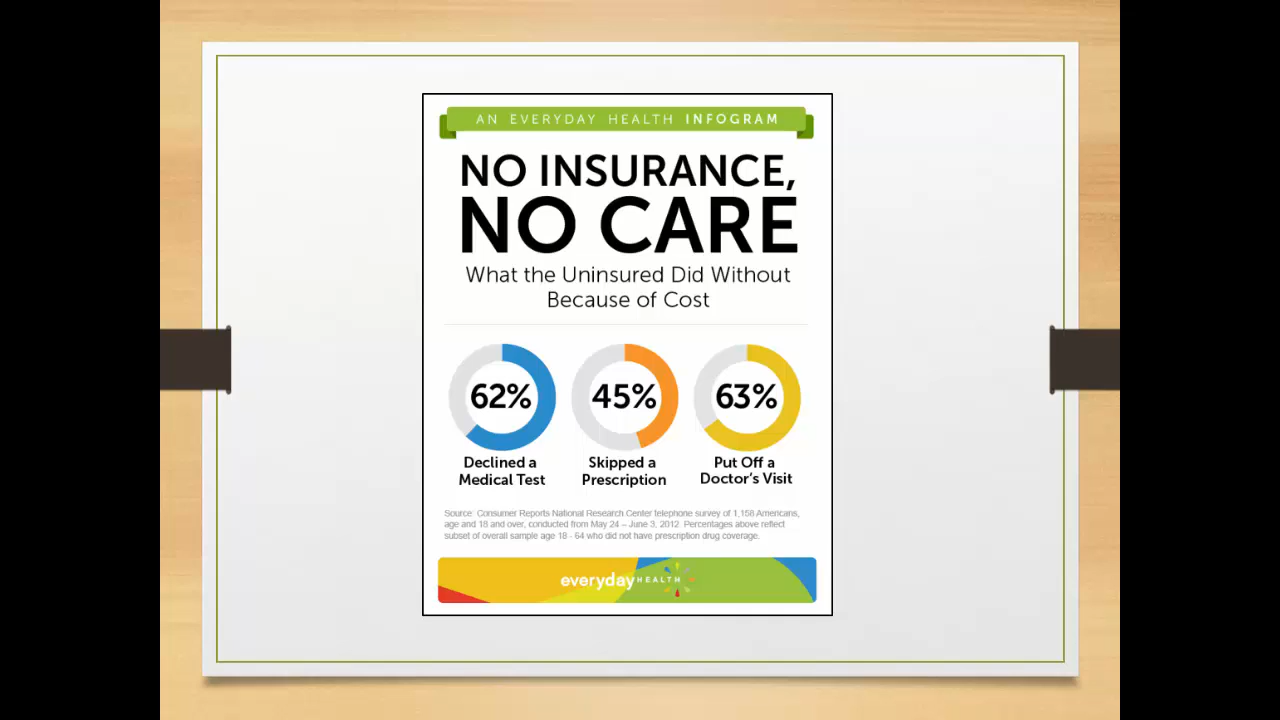 AN EVERYDAY HEALTH INFOGRAM
NO INSURANCE,
NO CARE
What the Uninsured Did Without
Because of Cost
62%
45%
63%
Declined a
Medical Test
Skipped a
Prescription
Put Off a
Doctor's Visit
Source: Consumer Reports National Research Center telephone survey of 1,158 Americans,
age and 18 and over, conducted from May 24 – June 3, 2012. Percentages above reflect
subset of overall sample age 18 - 64 who did not have prescription drug coverage.
everyday HEALTH